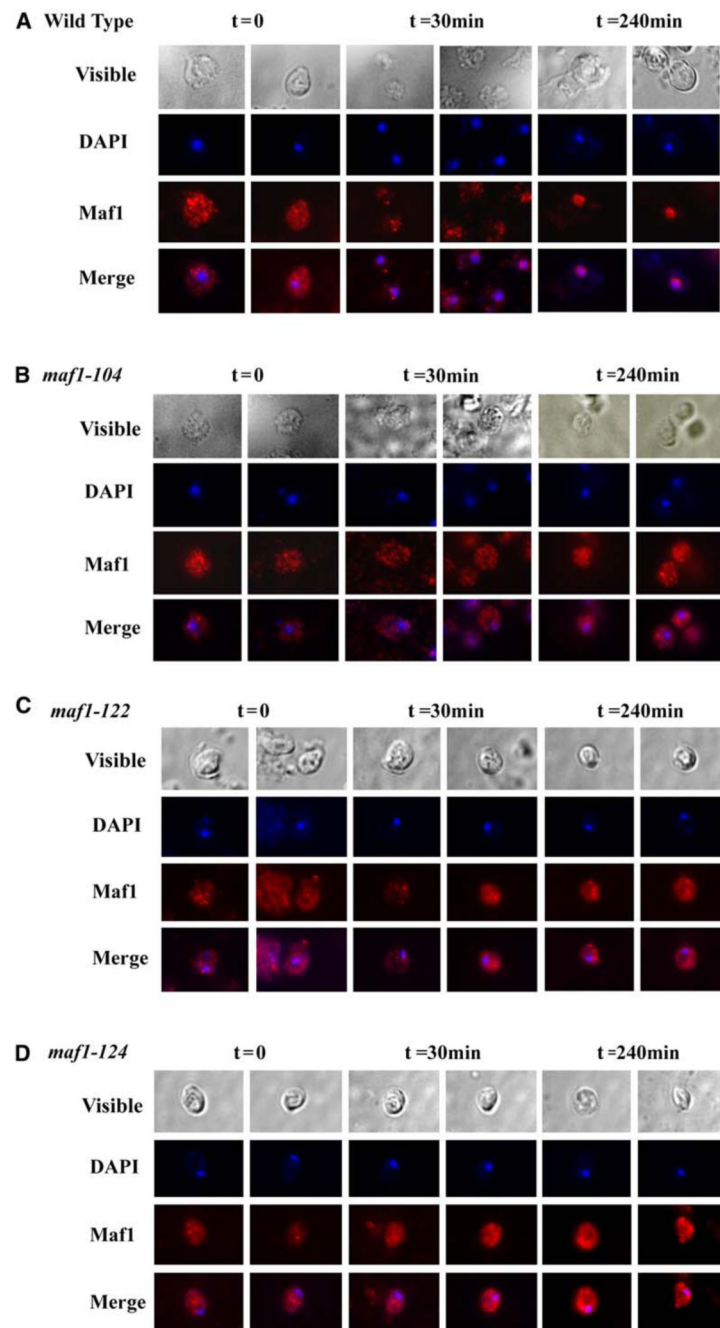 A Wild Type t=0 t=30min t=240min
Visible
DAPI
Maf1
Merge
B maf1-104 t=0 t=30min t=240min
Visible
DAPI
Maf1
Merge
C maf1-122 t=0 t=30min t=240min
Visible
DAPI
Maf1
Merge
D maf1-124 t=0 t=30min t=240min
Visible
DAPI
Maf1
Merge